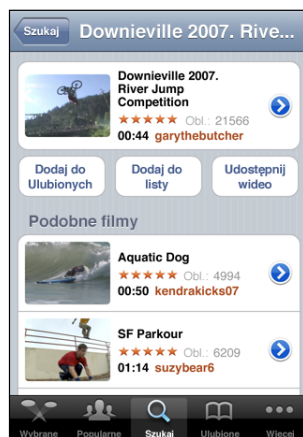 Szukaj
Downieville 2007. Rive...
Downieville 2007.
River Jump
Competition
Obl.: 21566
00:44 garythebutcher
Dodaj do
Ulubionych
Dodaj do
listy
Udostępnij
wideo
Podobne filmy
Aquatic Dog
Obl.: 4994
00:50 kendrakicks07
SF Parkour
Obl.: 6209
01:14 suzybear6
Wybrane Popularne Szukaj Ulubione Więcej